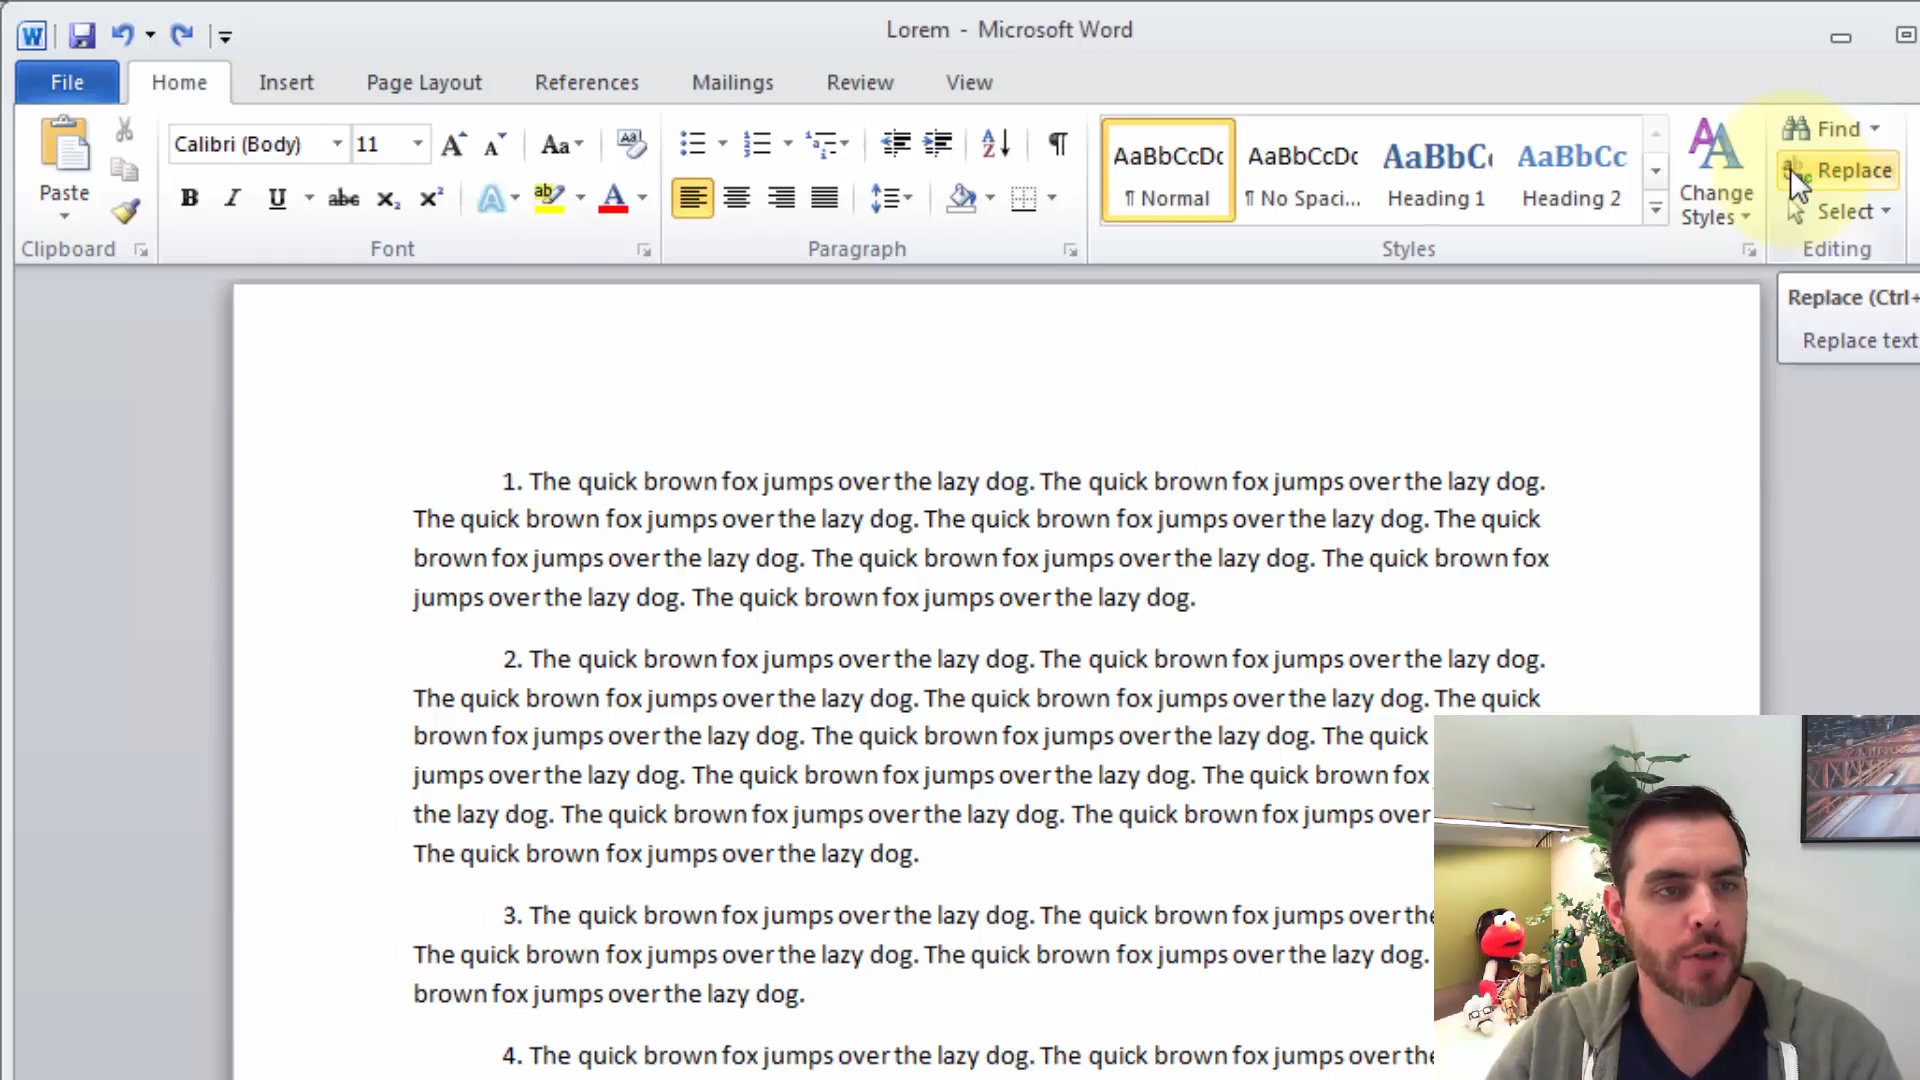 Lorem - Microsoft Word
File Home Insert Page Layout References Mailings Review View
Paste
Clipboard
Calibri (Body) 11
Aa
B I U abc X₂ X²
ab A
Font
Paragraph
AaBbCcDc AaBbCcDc AaBbC AaBbCc
¶ Normal ¶ No Spaci... Heading 1 Heading 2
Change
Styles
Styles
Find
Replace
Select
Editing
Replace (Ctrl+
Replace text
1. The quick brown fox jumps over the lazy dog. The quick brown fox jumps over the lazy dog.
The quick brown fox jumps over the lazy dog. The quick brown fox jumps over the lazy dog. The quick
brown fox jumps over the lazy dog. The quick brown fox jumps over the lazy dog. The quick brown fox
jumps over the lazy dog. The quick brown fox jumps over the lazy dog.
2. The quick brown fox jumps over the lazy dog. The quick brown fox jumps over the lazy dog.
The quick brown fox jumps over the lazy dog. The quick brown fox jumps over the lazy dog. The quick
brown fox jumps over the lazy dog. The quick brown fox jumps over the lazy dog. The quick
jumps over the lazy dog. The quick brown fox jumps over the lazy dog. The quick brown fox
the lazy dog. The quick brown fox jumps over the lazy dog. The quick brown fox jumps over
The quick brown fox jumps over the lazy dog.
3. The quick brown fox jumps over the lazy dog. The quick brown fox jumps over the
The quick brown fox jumps over the lazy dog. The quick brown fox jumps over the lazy dog.
brown fox jumps over the lazy dog.
4. The quick brown fox jumps over the lazy dog. The quick brown fox jumps over the